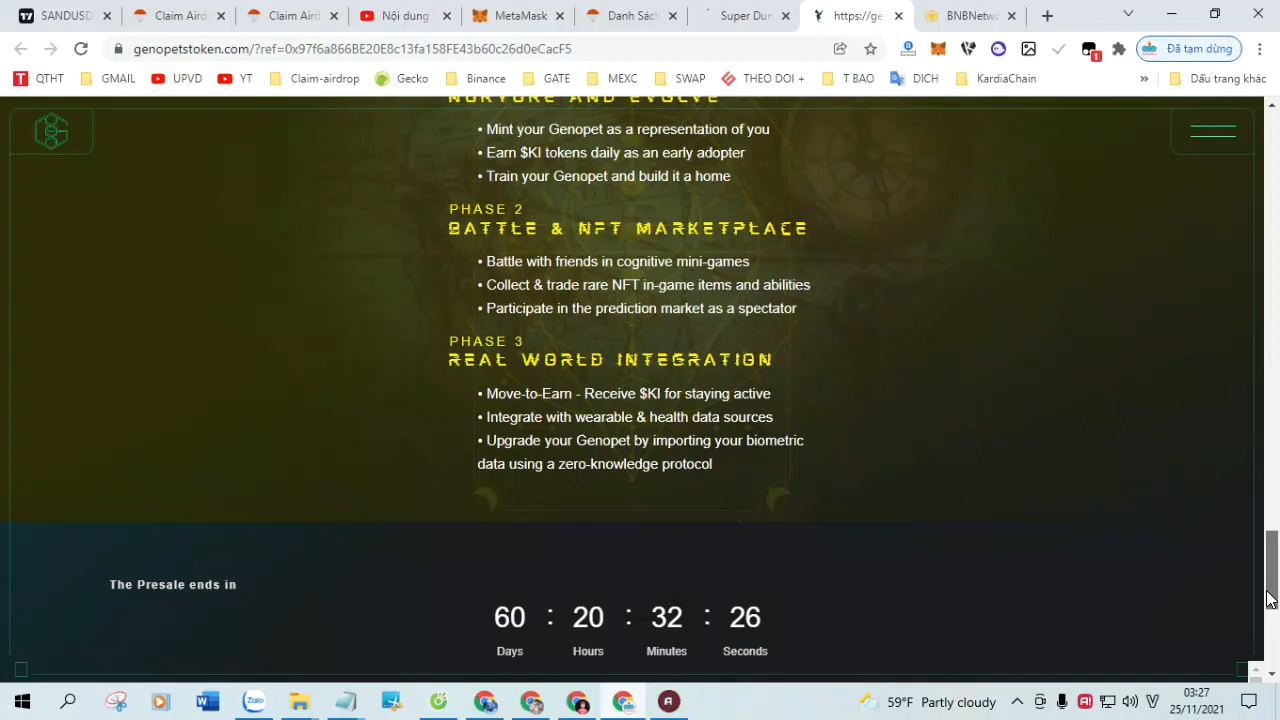 SANDUSD
Claim Aird
Claim Aird
Nội dung
MetaMask
Danh Sách
Super Dun
https://ge
BNBNetw
genopetstoken.com/?ref=0x97f6a866BE20E8c13fa158FE43b60c26d0eCacF5
1
Đã tạm dừng
QTHT
GMAIL
UPVD
YT
Claim-airdrop
Gecko
Binance
GATE
MEXC
SWAP
THEO DOI +
T BAO
DICH
KardiaChain
»
Dấu trang khác
NURTURE AND EVOLVE
• Mint your Genopet as a representation of you
• Earn $KI tokens daily as an early adopter
• Train your Genopet and build it a home
PHASE 2
BATTLE & NFT MARKETPLACE
• Battle with friends in cognitive mini-games
• Collect & trade rare NFT in-game items and abilities
• Participate in the prediction market as a spectator
PHASE 3
REAL WORLD INTEGRATION
• Move-to-Earn - Receive $KI for staying active
• Integrate with wearable & health data sources
• Upgrade your Genopet by importing your biometric
data using a zero-knowledge protocol
The Presale ends in
60 : 20 : 32 : 26
Days Hours Minutes Seconds
Zalo
59°F Partly cloudy
03:27
25/11/2021